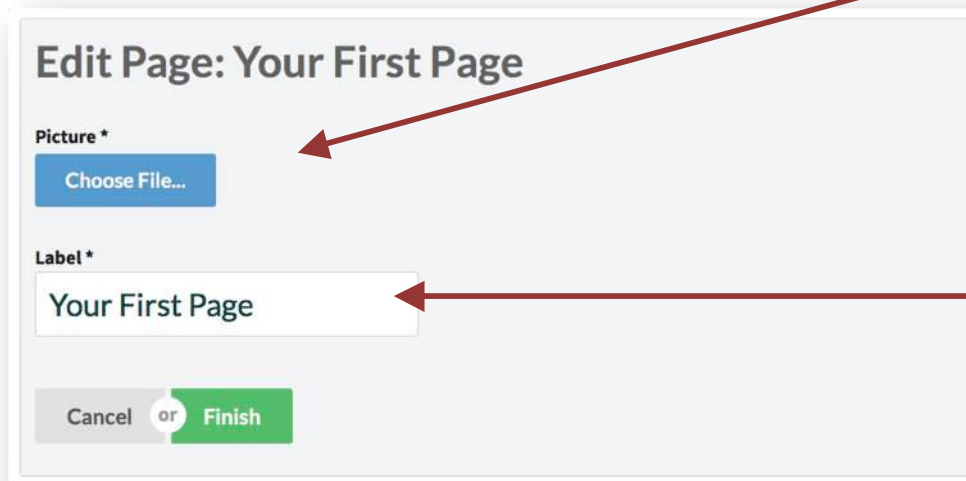 Edit Page: Your First Page
Picture *
Choose File...
Label *
Your First Page
Cancel or Finish